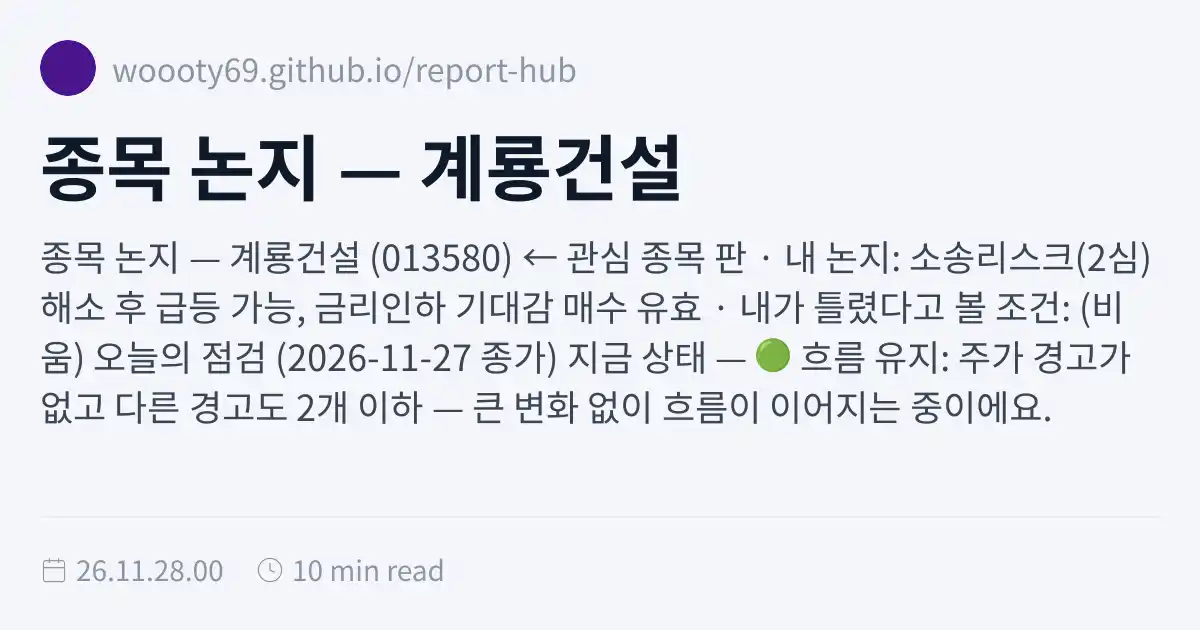 woooty69.github.io/report-hub
종목 논지 — 계룡건설
종목 논지 — 계룡건설 (013580) ← 관심 종목 판 · 내 논지: 소송리스크(2심)
해소 후 급등 가능, 금리인하 기대감 매수 유효 · 내가 틀렸다고 볼 조건: (비
움) 오늘의 점검 (2026-11-27 종가) 지금 상태 — 🟢 흐름 유지: 주가 경고가
없고 다른 경고도 2개 이하 — 큰 변화 없이 흐름이 이어지는 중이에요.
26.11.28.00 10 min read